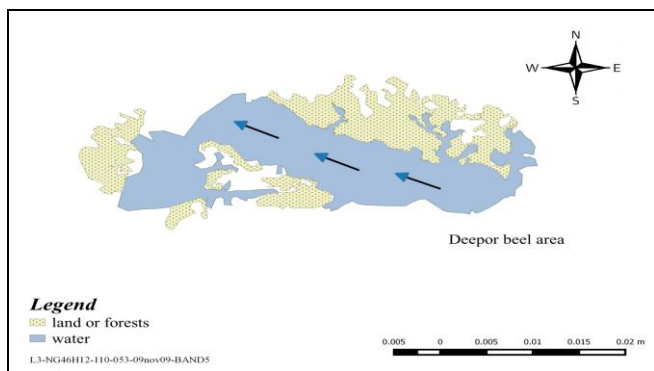 N
W E
S
Deepor beel area
Legend
land or forests
water
L3-NG46H12-110-053-09nov09-BAND5
0.005 0 0.005 0.01 0.015 0.02 m